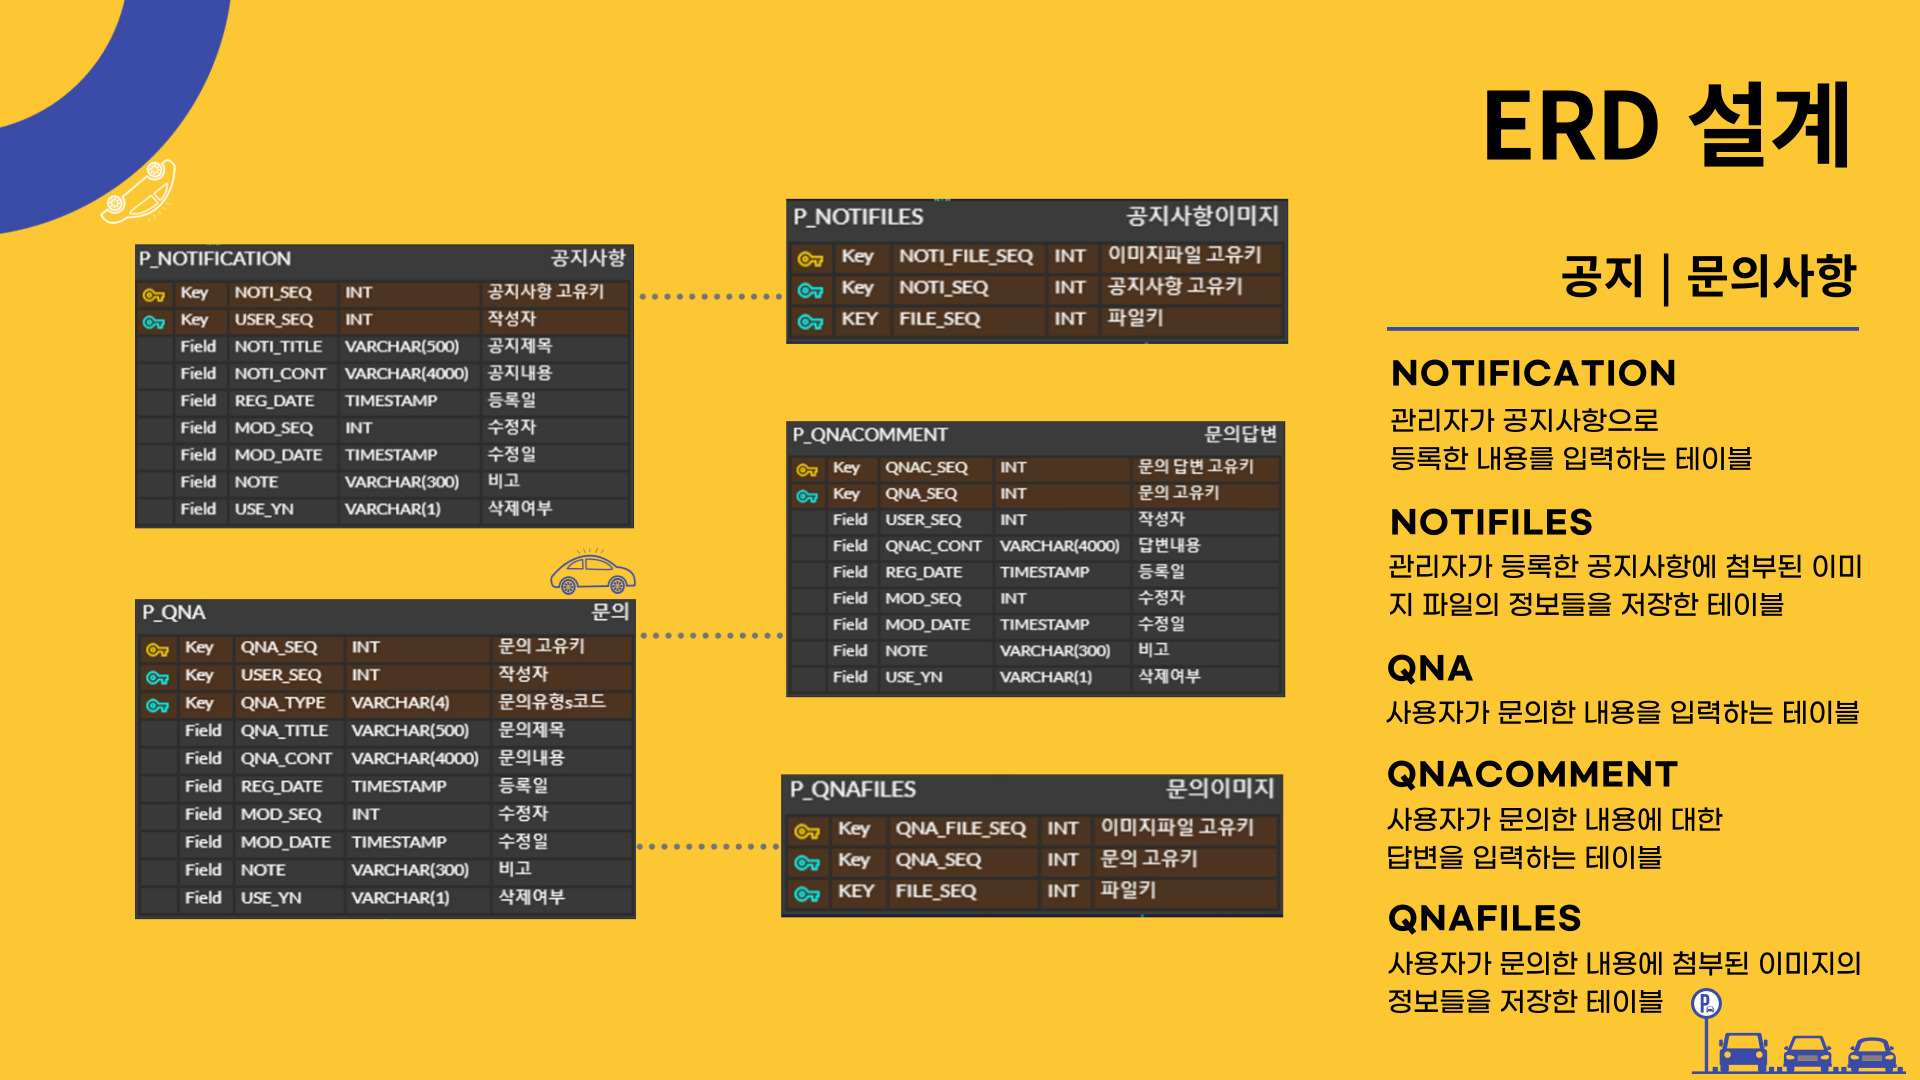 ERD 설계
공지 | 문의사항
P_NOTIFICATION 공지사항
Key NOTI_SEQ INT 공지사항 고유키
Key USER_SEQ INT 작성자
Field NOTI_TITLE VARCHAR(500) 공지제목
Field NOTI_CONT VARCHAR(4000) 공지내용
Field REG_DATE TIMESTAMP 등록일
Field MOD_SEQ INT 수정자
Field MOD_DATE TIMESTAMP 수정일
Field NOTE VARCHAR(300) 비고
Field USE_YN VARCHAR(1) 삭제여부
P_QNA 문의
Key QNA_SEQ INT 문의 고유키
Key USER_SEQ INT 작성자
Key QNA_TYPE VARCHAR(4) 문의유형s코드
Field QNA_TITLE VARCHAR(500) 문의제목
Field QNA_CONT VARCHAR(4000) 문의내용
Field REG_DATE TIMESTAMP 등록일
Field MOD_SEQ INT 수정자
Field MOD_DATE TIMESTAMP 수정일
Field NOTE VARCHAR(300) 비고
Field USE_YN VARCHAR(1) 삭제여부
P_NOTIFILES 공지사항이미지
Key NOTI_FILE_SEQ INT 이미지파일 고유키
Key NOTI_SEQ INT 공지사항 고유키
KEY FILE_SEQ INT 파일키
P_QNACOMMENT 문의답변
Key QNAC_SEQ INT 문의 답변 고유키
Key QNA_SEQ INT 문의 고유키
Field USER_SEQ INT 작성자
Field QNAC_CONT VARCHAR(4000) 답변내용
Field REG_DATE TIMESTAMP 등록일
Field MOD_SEQ INT 수정자
Field MOD_DATE TIMESTAMP 수정일
Field NOTE VARCHAR(300) 비고
Field USE_YN VARCHAR(1) 삭제여부
P_QNAFILES 문의이미지
Key QNA_FILE_SEQ INT 이미지파일 고유키
Key QNA_SEQ INT 문의 고유키
KEY FILE_SEQ INT 파일키
NOTIFICATION
관리자가 공지사항으로
등록한 내용를 입력하는 테이블
NOTIFILES
관리자가 등록한 공지사항에 첨부된 이미
지 파일의 정보들을 저장한 테이블
QNA
사용자가 문의한 내용을 입력하는 테이블
QNACOMMENT
사용자가 문의한 내용에 대한
답변을 입력하는 테이블
QNAFILES
사용자가 문의한 내용에 첨부된 이미지의
정보들을 저장한 테이블
P